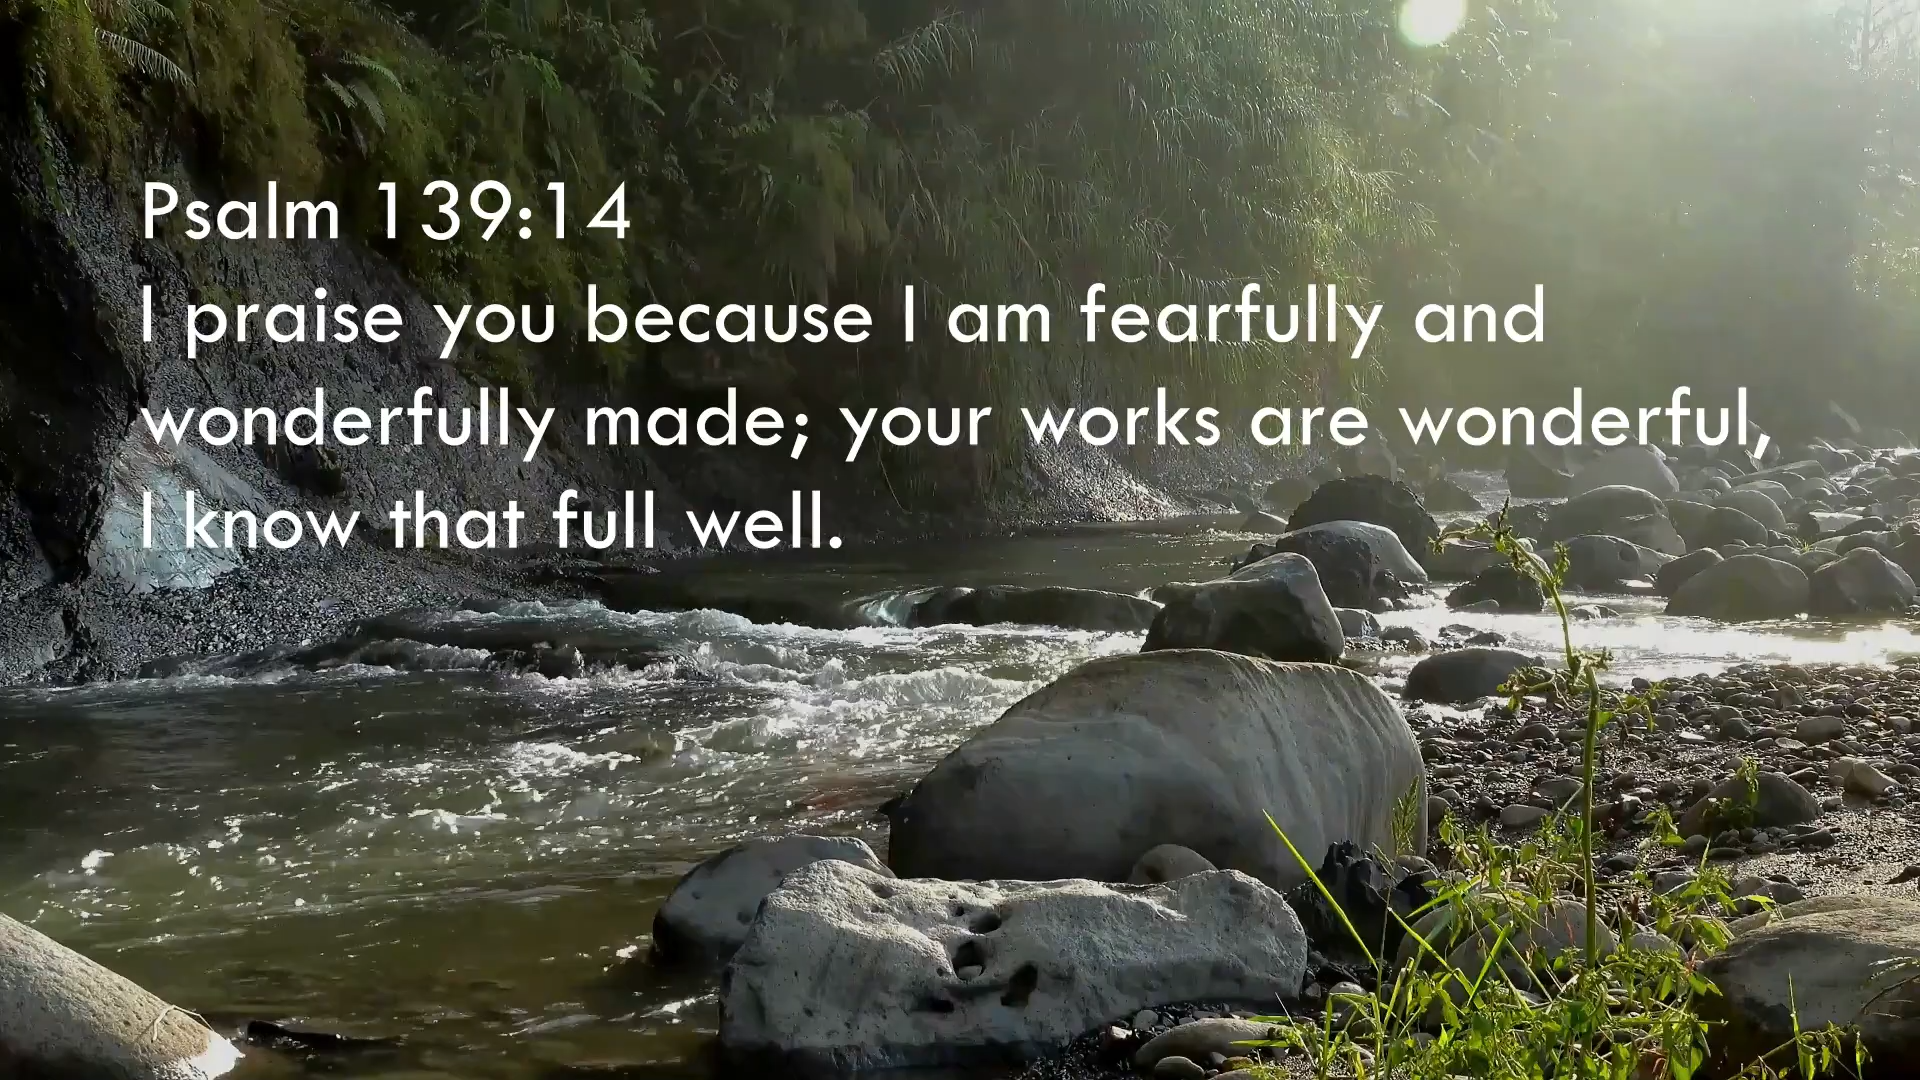 Psalm 139:14
I praise you because I am fearfully and
wonderfully made; your works are wonderful,
I know that full well.